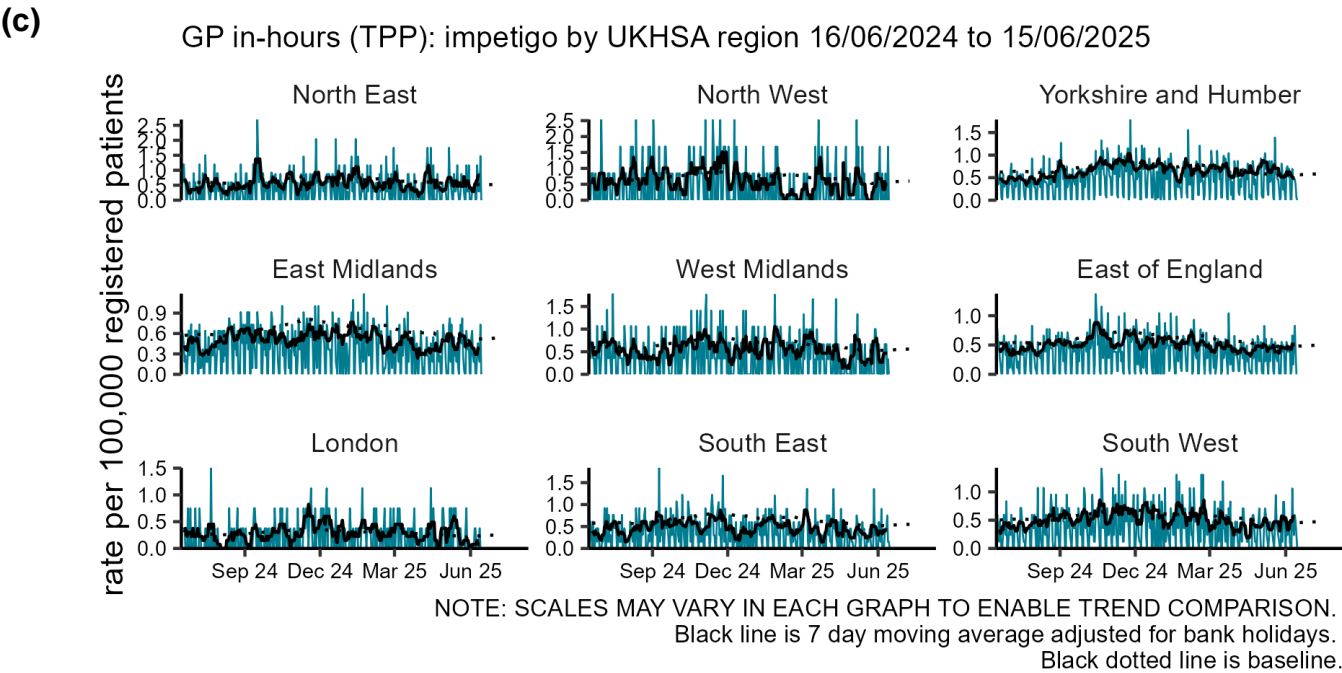 (c)
GP in-hours (TPP): impetigo by UKHSA region 16/06/2024 to 15/06/2025
rate per 100,000 registered patients
North East
2.5
2.0
1.5
1.0
0.5
0.0
North West
2.5
2.0
1.5
1.0
0.5
0.0
Yorkshire and Humber
1.5
1.0
0.5
0.0
East Midlands
0.9
0.6
0.3
0.0
West Midlands
1.5
1.0
0.5
0.0
East of England
1.0
0.5
0.0
London
1.5
1.0
0.5
0.0
Sep 24 Dec 24 Mar 25 Jun 25
South East
1.5
1.0
0.5
0.0
Sep 24 Dec 24 Mar 25 Jun 25
South West
1.0
0.5
0.0
Sep 24 Dec 24 Mar 25 Jun 25
NOTE: SCALES MAY VARY IN EACH GRAPH TO ENABLE TREND COMPARISON.
Black line is 7 day moving average adjusted for bank holidays.
Black dotted line is baseline.